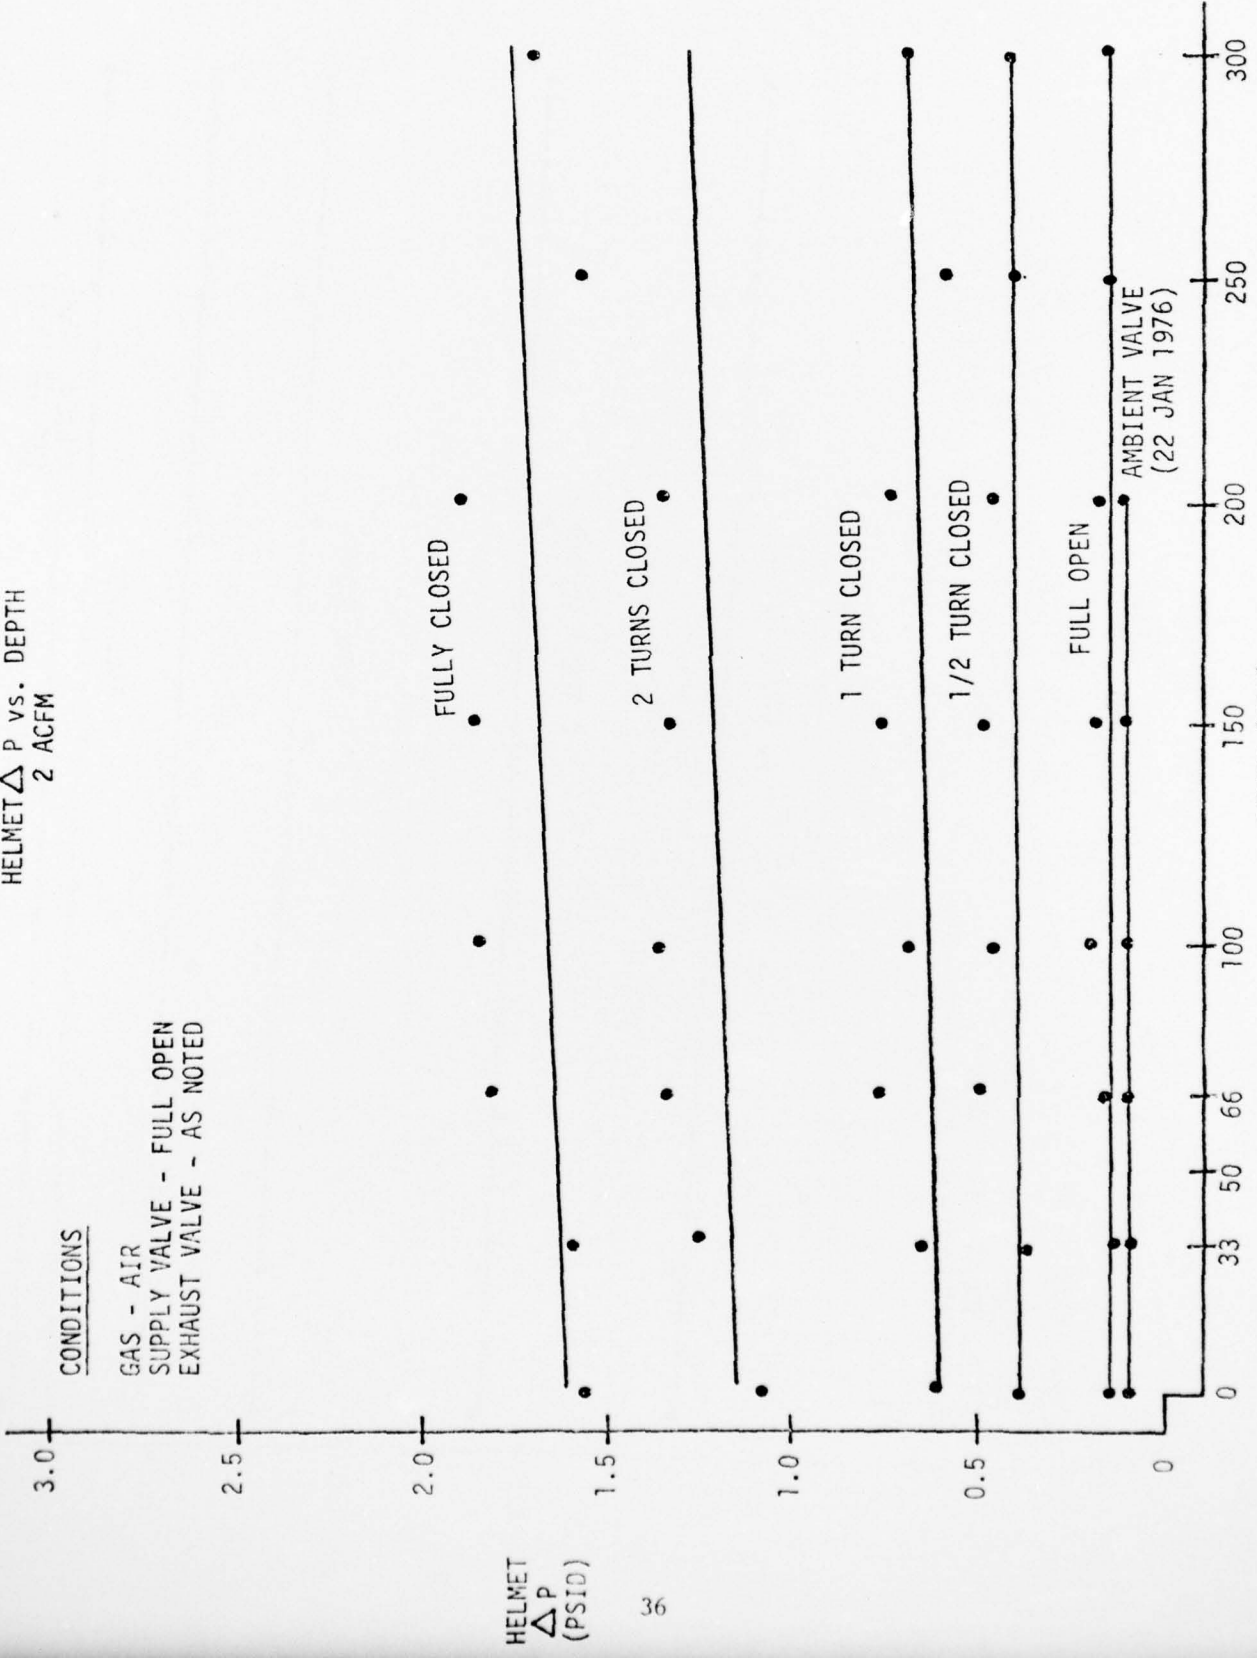 HELMET△ P vs. DEPTH
2 ACFM
CONDITIONS
GAS - AIR
SUPPLY VALVE - FULL OPEN
EXHAUST VALVE - AS NOTED
HELMET
△P
(PSID)
3.0
2.5
2.0
1.5
1.0
0.5
0
FULLY CLOSED
2 TURNS CLOSED
1 TURN CLOSED
1/2 TURN CLOSED
FULL OPEN
AMBIENT VALVE
(22 JAN 1976)
0
33
50
66
100
150
200
250
300
36